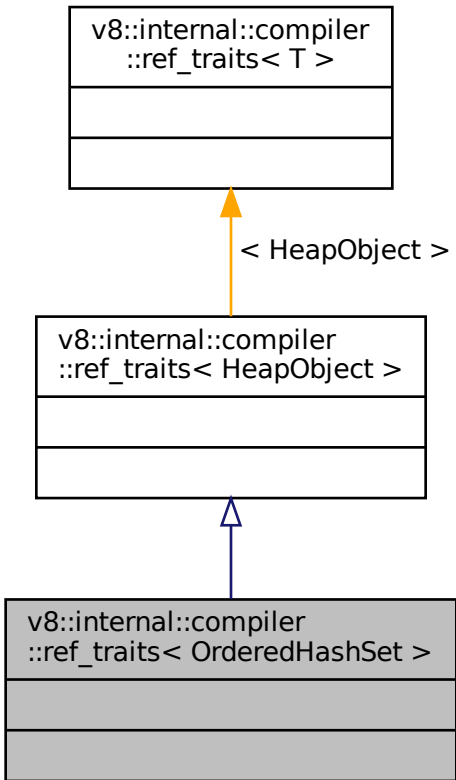 v8::internal::compiler
::ref_traits< T >
< HeapObject >
v8::internal::compiler
::ref_traits< HeapObject >
v8::internal::compiler
::ref_traits< OrderedHashSet >